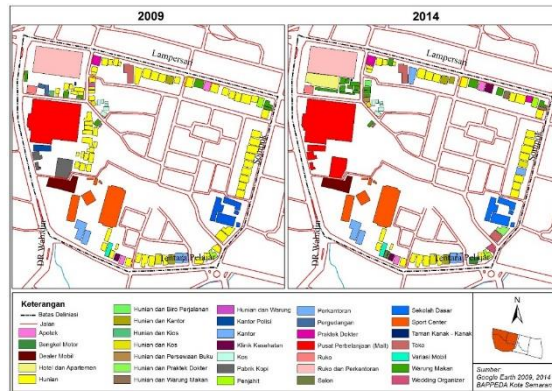 2009
2014
Lampersari
Lampersari
Tentara Pelajar
Tentara Pelajar
Keterangan
Batas Deliniasi
Jalan
Apotek
Bengkel Motor
Dealer Mobil
Hotel dan Apartemen
Hunian
Hunian dan Biro Perjalanan
Hunian dan Kantor
Hunian dan Kios
Hunian dan Kos
Hunian dan Persewaan Buku
Hunian dan Praktek Dokter
Hunian dan Warung Makan
Hunian dan Warung
Kantor Polisi
Kantor
Klinik Kesehatan
Kos
Pabrik Kopi
Penjahit
Perkantoran
Pergudangan
Praktek Dokter
Pusat Perbelanjaan (Mall)
Ruko
Ruko dan Perkantoran
Salon
Sekolah Dasar
Sport Center
Taman Kanak - Kanak
Toko
Variasi Mobil
Warung Makan
Wedding Organizer
N
Sumber:
Google Earth 2009, 2014
BAPPEDA Kota Semarang